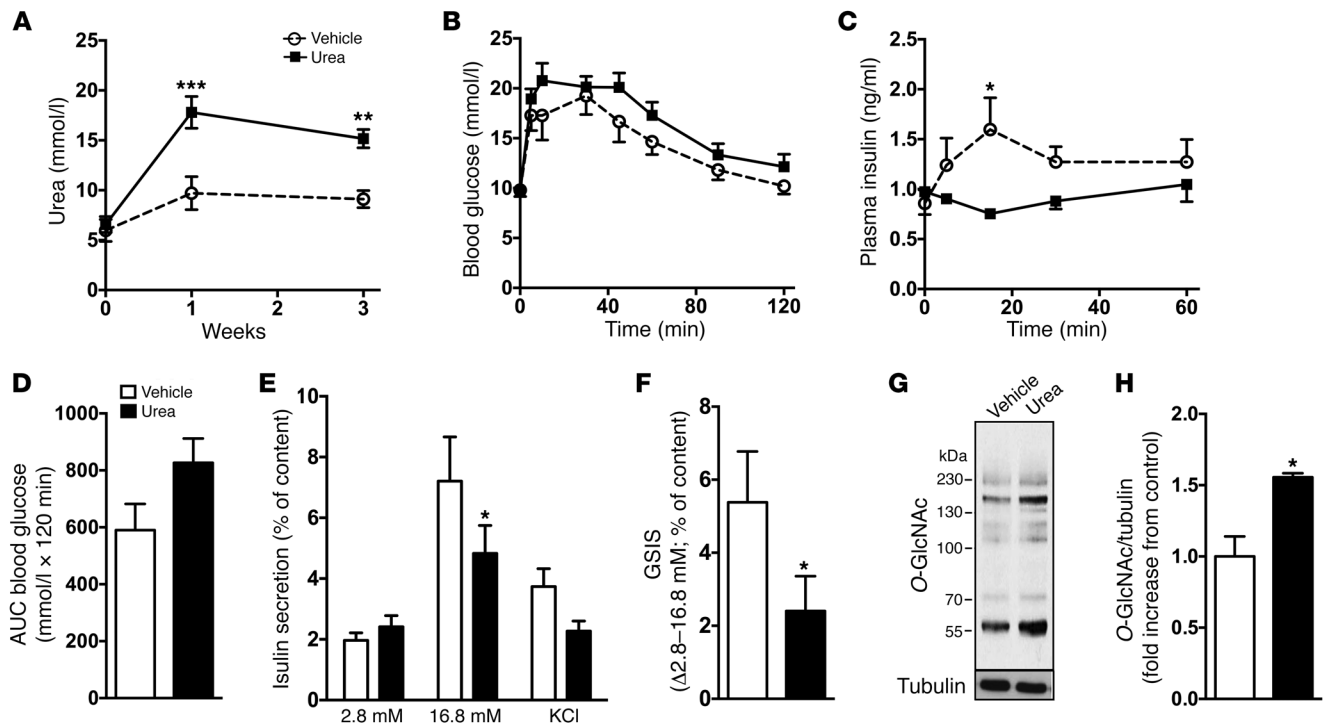 A
Vehicle
Urea
Urea (mmol/l)
25
20
15
10
5
0
***
**
0
1
2
3
Weeks
B
Blood glucose (mmol/l)
25
20
15
10
5
0
0
40
80
120
Time (min)
C
Plasma insulin (ng/ml)
2.5
2.0
1.5
1.0
0.5
0.0
*
0
20
40
60
Time (min)
D
Vehicle
Urea
AUC blood glucose
(mmol/l × 120 min)
1000
800
600
400
200
0
E
Isulin secretion (% of content)
10
8
6
4
2
0
*
2.8 mM
16.8 mM
KCl
F
GSIS
(Δ2.8–16.8 mM; % of content)
8
6
4
2
0
*
G
Vehicle
Urea
kDa
230
130
100
70
55
O-GlcNAc
Tubulin
H
O-GlcNAc/tubulin
(fold increase from control)
2.0
1.5
1.0
0.5
0.0
*